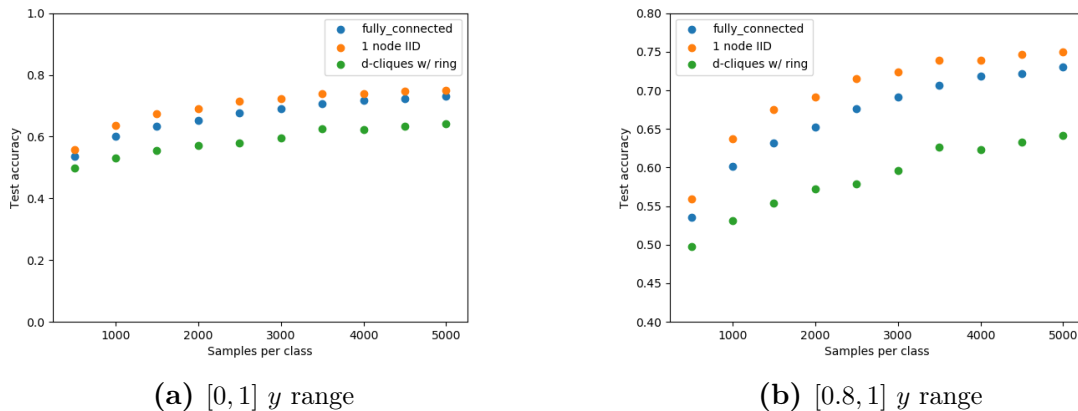 1.0
0.8
0.6
0.4
0.2
0.0
Test accuracy
1000 2000 3000 4000 5000
Samples per class
fully_connected
1 node IID
d-cliques w/ ring
(a) [0, 1] y range
0.80
0.75
0.70
0.65
0.60
0.55
0.50
0.45
0.40
Test accuracy
1000 2000 3000 4000 5000
Samples per class
fully_connected
1 node IID
d-cliques w/ ring
(b) [0.8, 1] y range